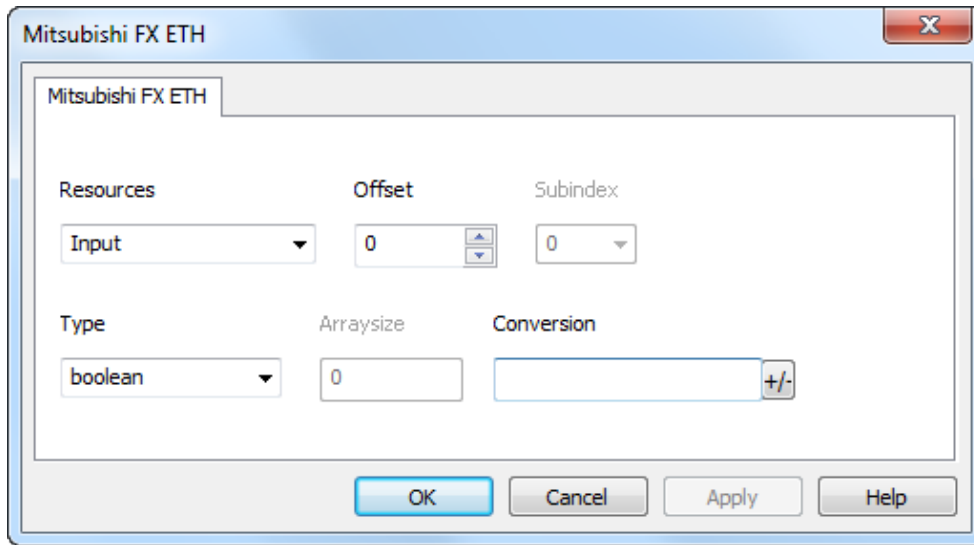 Mitsubishi FX ETH
Mitsubishi FX ETH
Resources Offset Subindex
Input 0 0
Type Arraysize Conversion
boolean 0 +/-
OK Cancel Apply Help